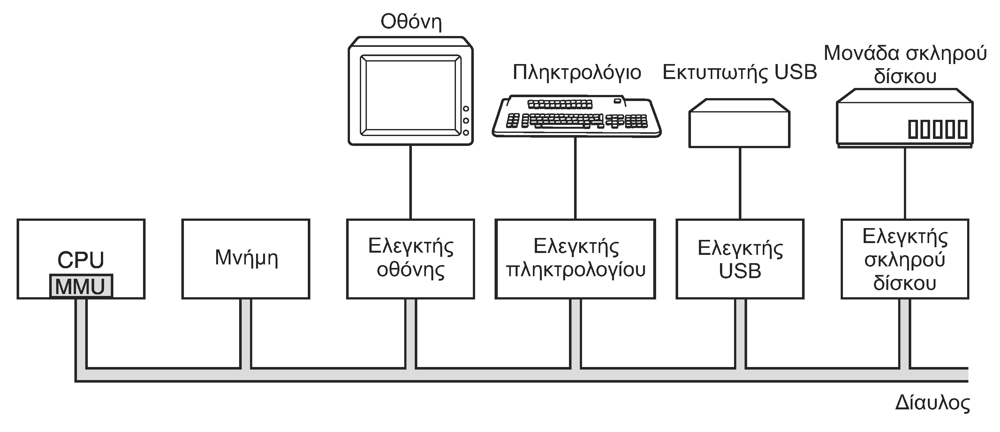 Οθόνη
Πληκτρολόγιο
Εκτυπωτής USB
Μονάδα σκληρού
δίσκου
CPU
MMU
Μνήμη
Ελεγκτής
οθόνης
Ελεγκτής
πληκτρολογίου
Ελεγκτής
USB
Ελεγκτής
σκληρού
δίσκου
Δίαυλος